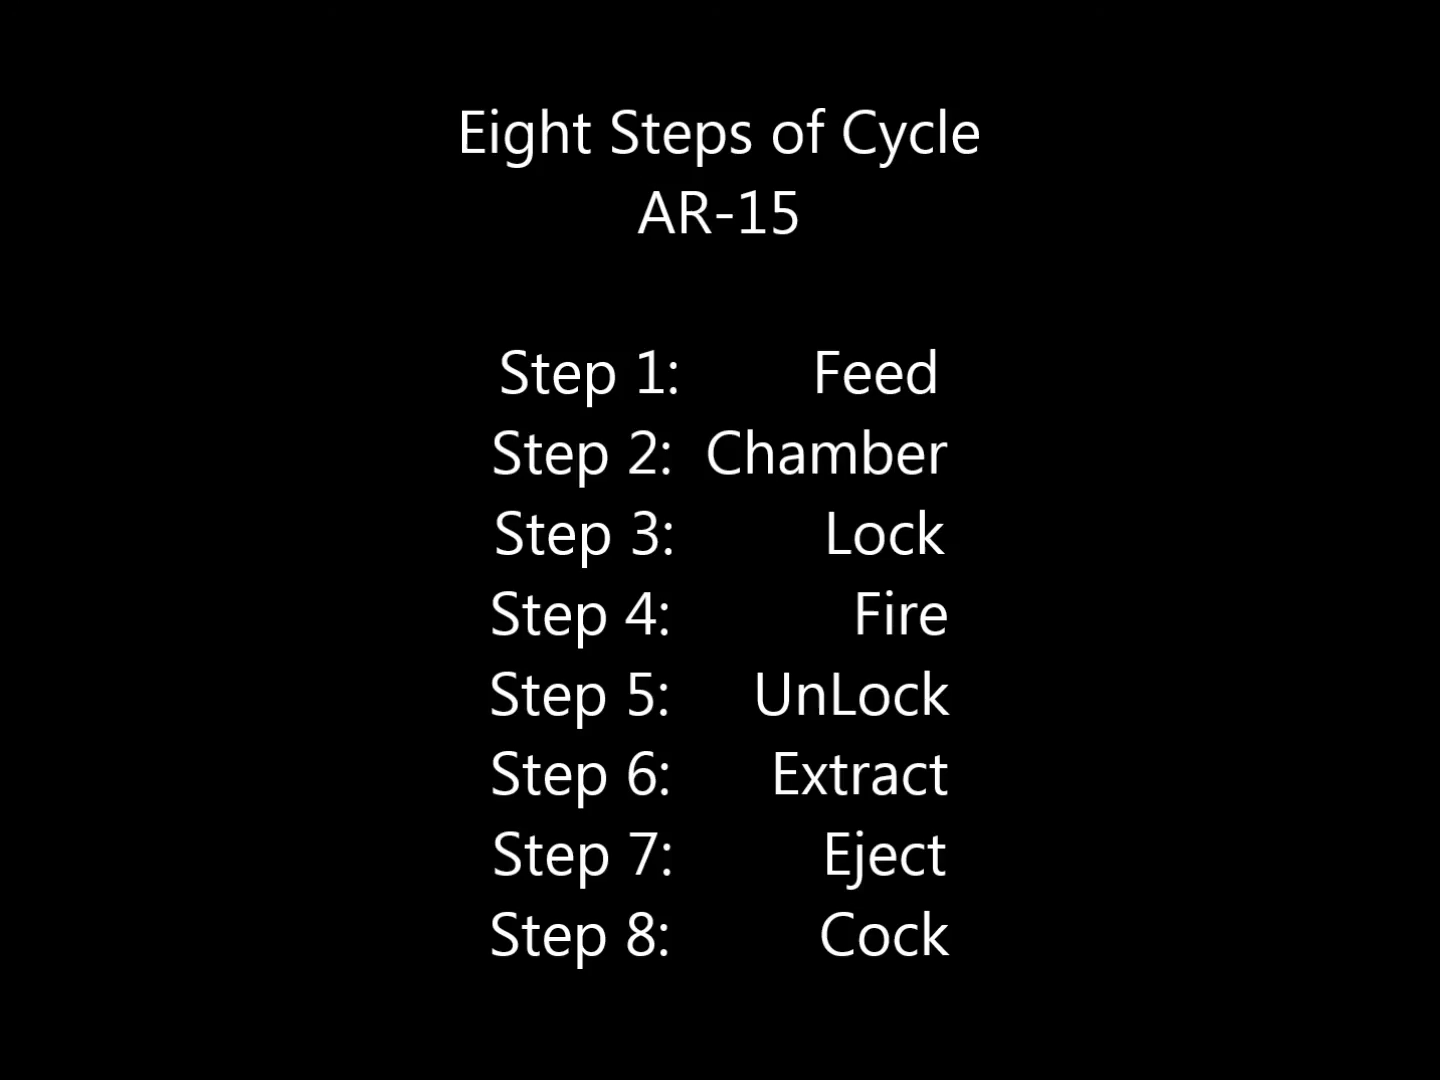 Eight Steps of Cycle
AR-15
Step 1: Feed
Step 2: Chamber
Step 3: Lock
Step 4: Fire
Step 5: UnLock
Step 6: Extract
Step 7: Eject
Step 8: Cock